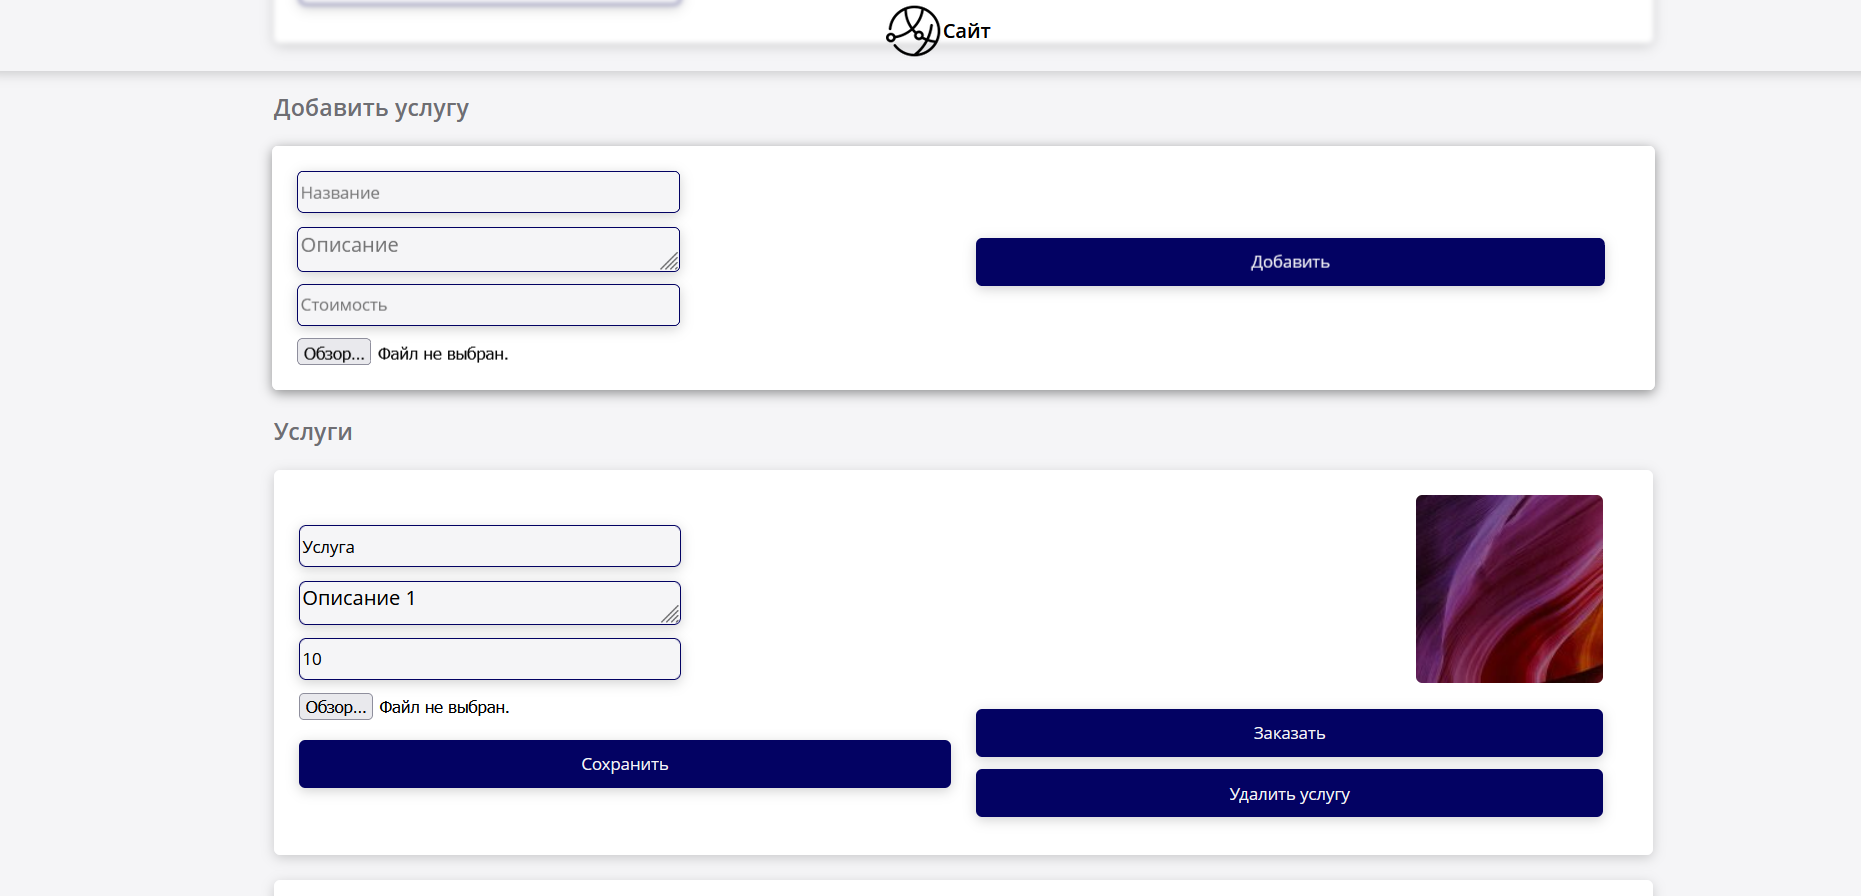 Сайт
Добавить услугу
Название
Описание
Добавить
Стоимость
Обзор... Файл не выбран.
Услуги
Услуга
Описание 1
10
Обзор... Файл не выбран.
Заказать
Сохранить
Удалить услугу